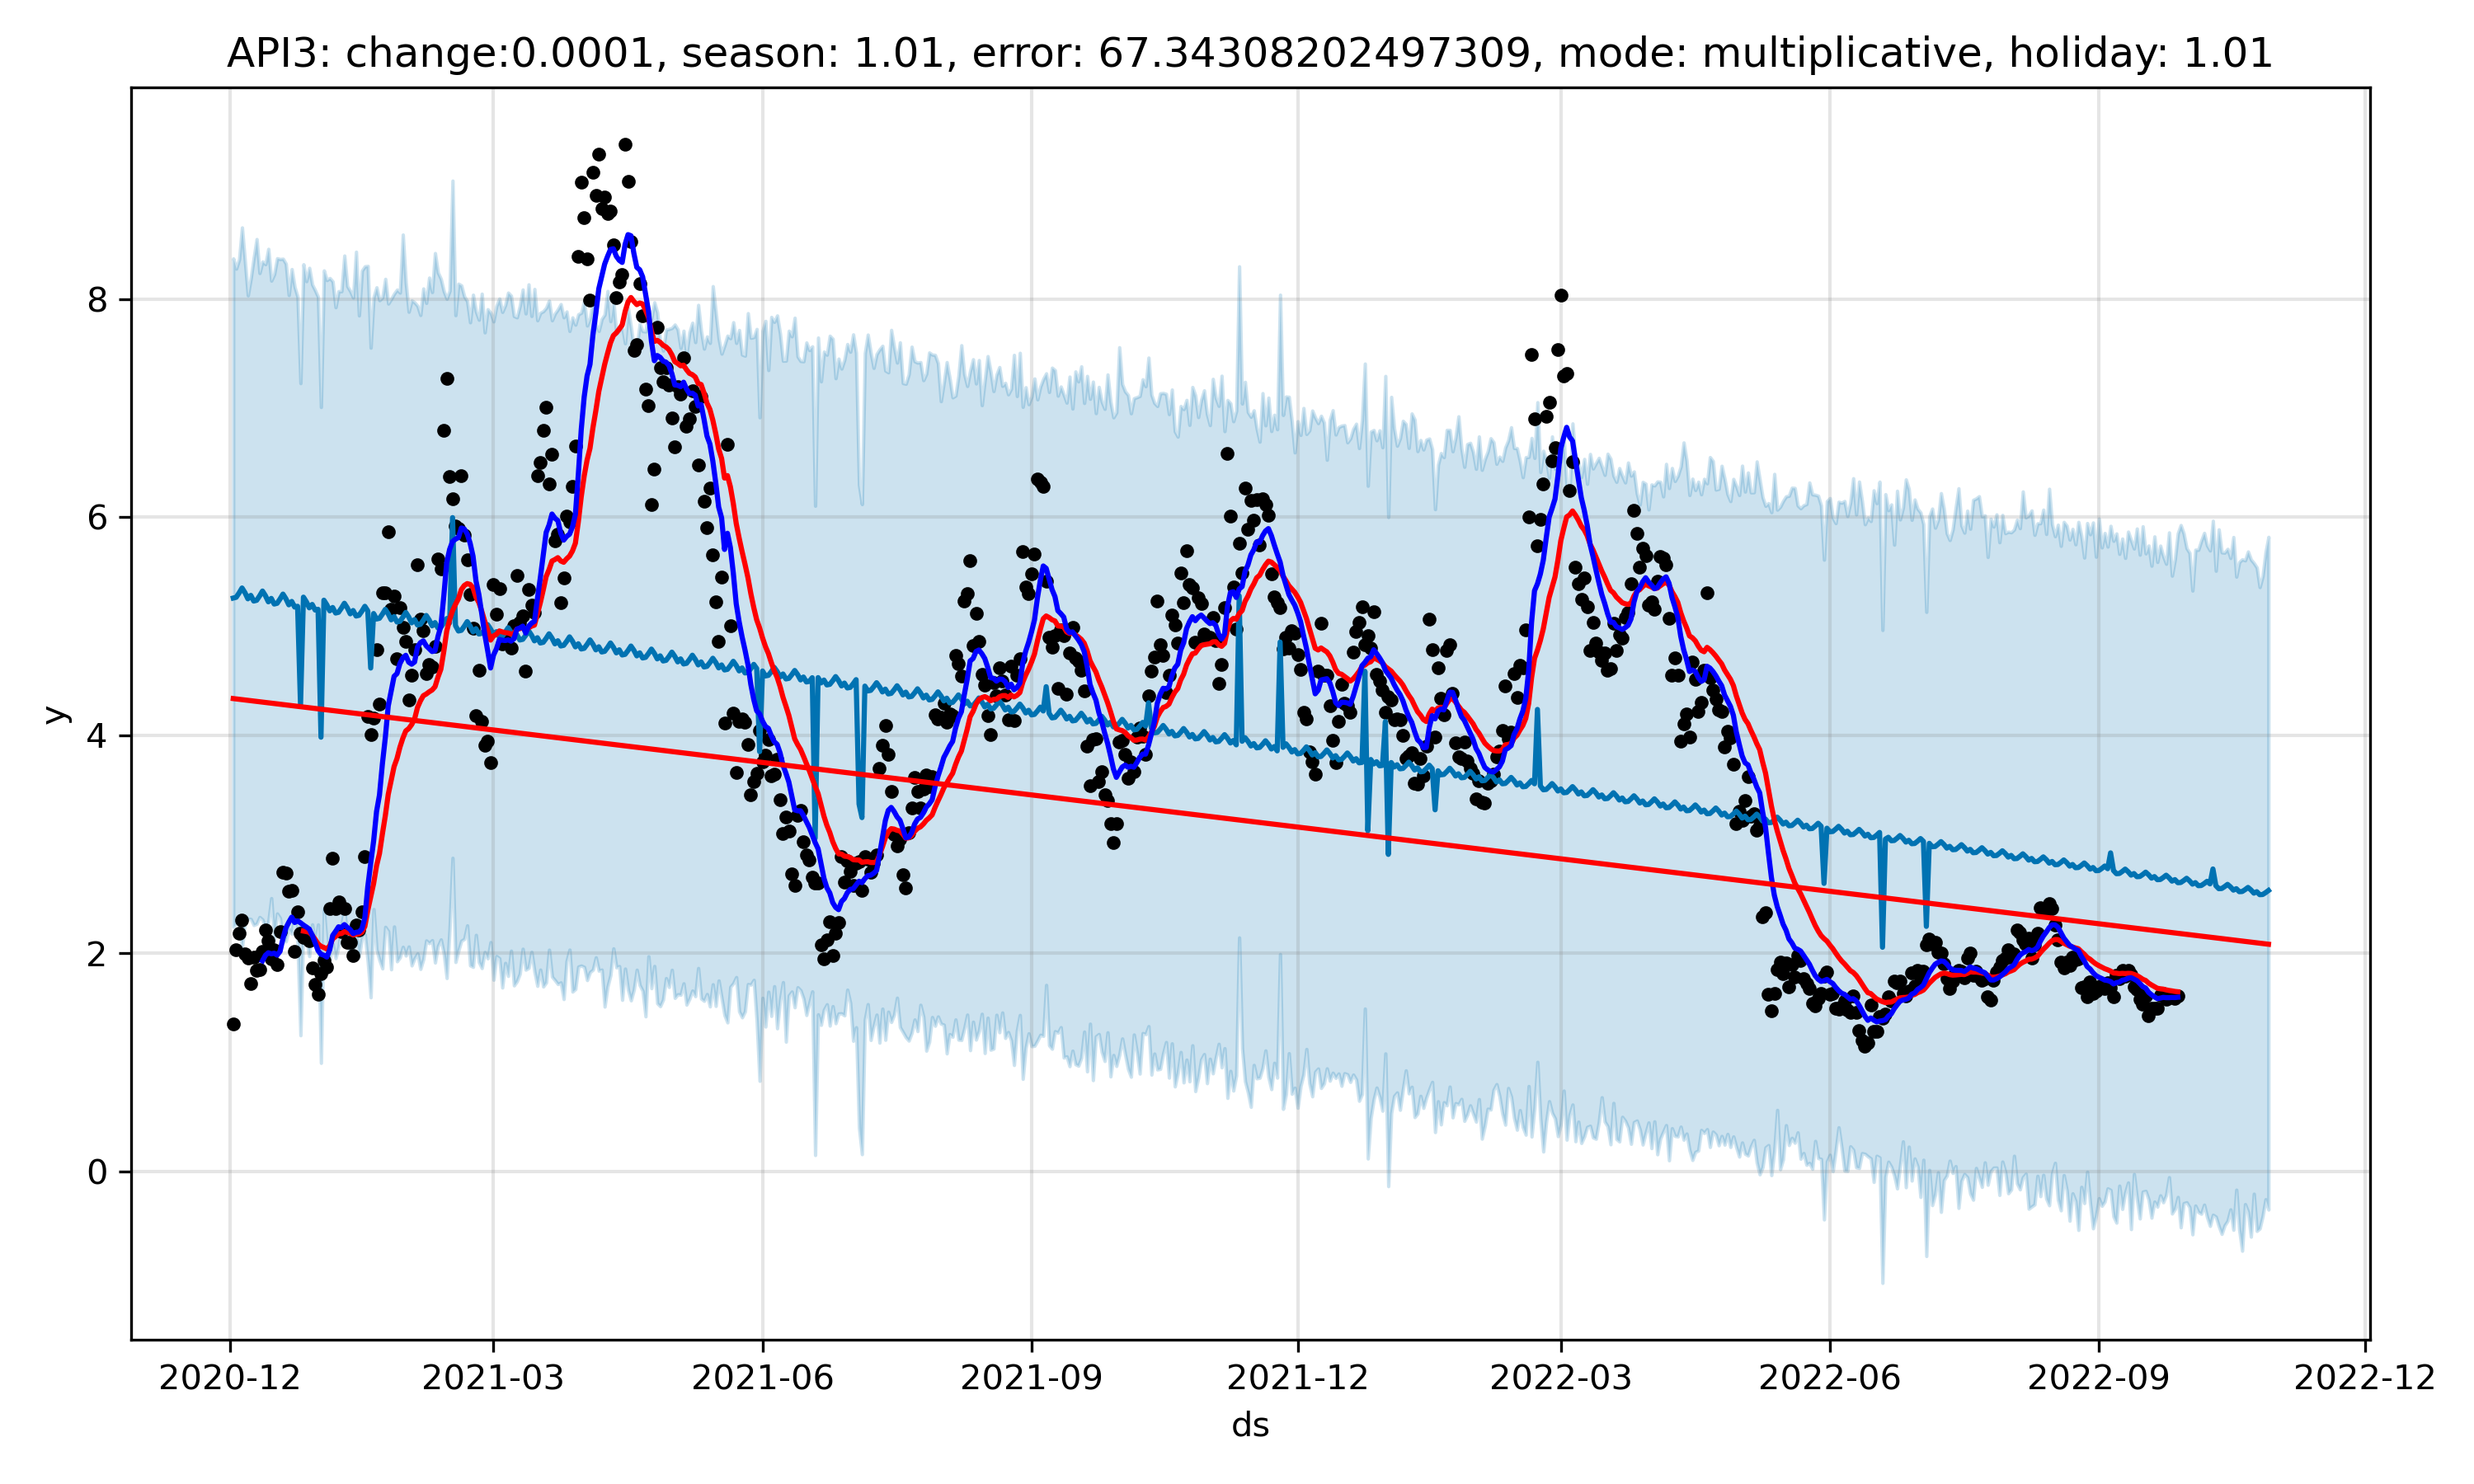 API3: change:0.0001, season: 1.01, error: 67.34308202497309, mode: multiplicative, holiday: 1.01
y
8
6
4
2
0
2020-12 2021-03 2021-06 2021-09 2021-12 2022-03 2022-06 2022-09 2022-12
ds